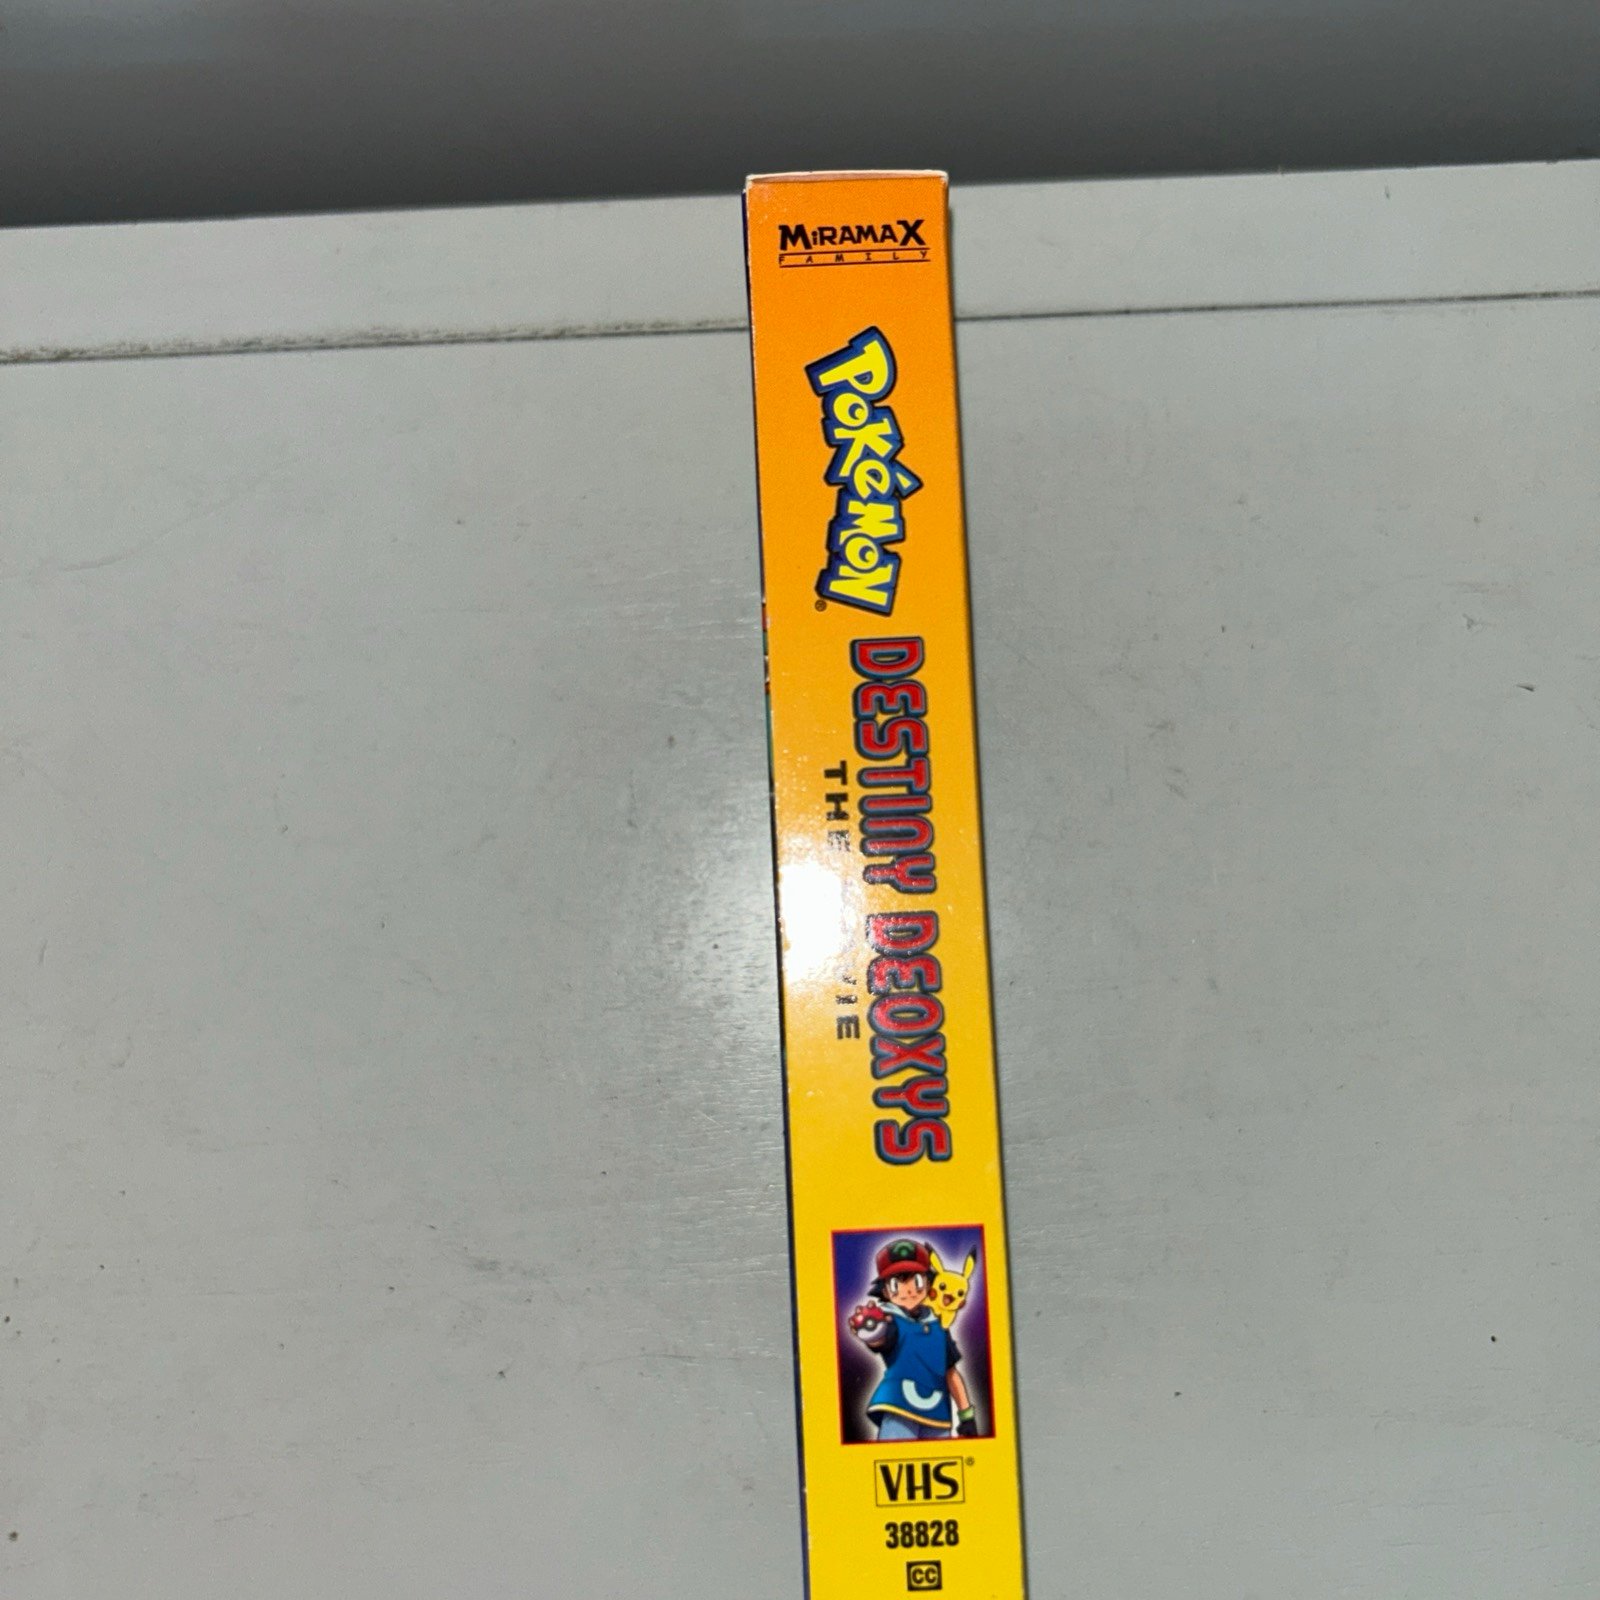 MIRAMAX
FAMILY
POKéMON®
DESTINY DEOXYS
THE
VHS®
38828
CC